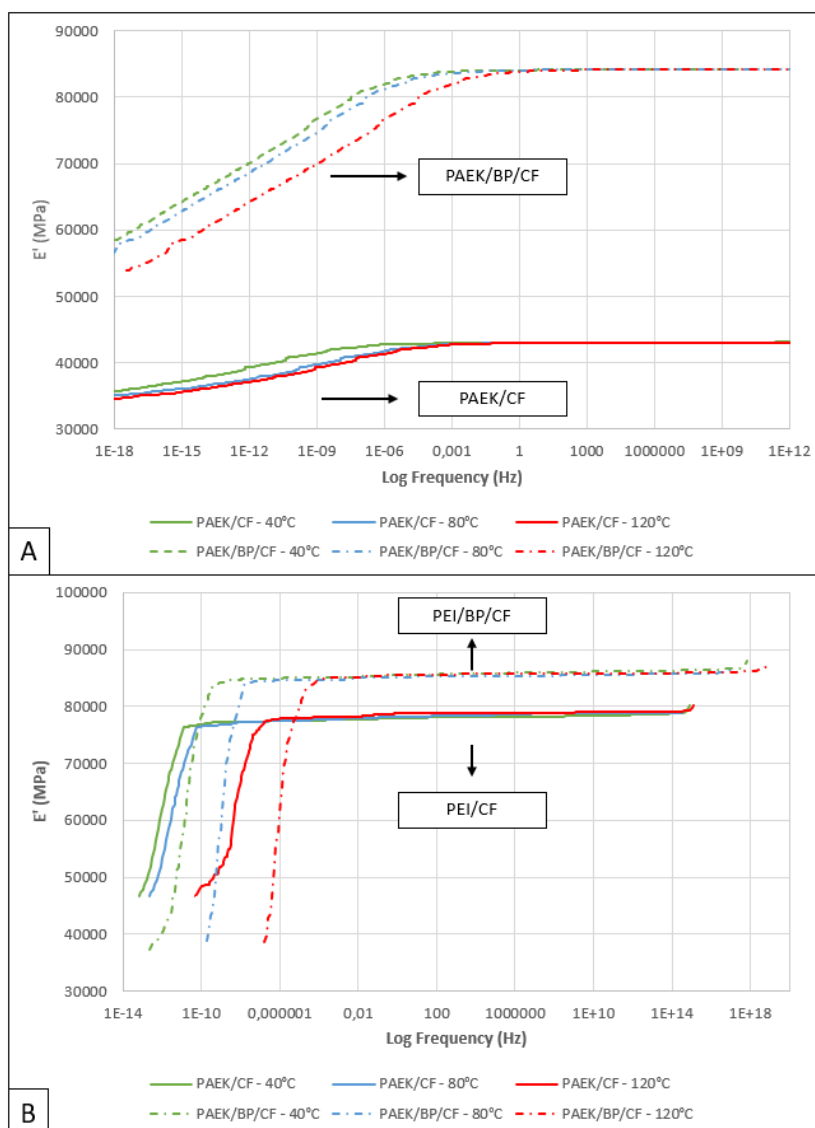 90000
80000
70000
60000
50000
40000
30000
E' (MPa)
PAEK/BP/CF
PAEK/CF
1E-18 1E-15 1E-12 1E-09 1E-06 0,001 1 1000 1000000 1E+09 1E+12
Log Frequency (Hz)
PAEK/CF - 40°C PAEK/CF - 80°C PAEK/CF - 120°C
PAEK/BP/CF - 40°C PAEK/BP/CF - 80°C PAEK/BP/CF - 120°C
A
100000
90000
80000
70000
60000
50000
40000
30000
E' (MPa)
PEI/BP/CF
PEI/CF
1E-14 1E-10 0,000001 0,01 100 1000000 1E+10 1E+14 1E+18
Log Frequency (Hz)
PAEK/CF - 40°C PAEK/CF - 80°C PAEK/CF - 120°C
PAEK/BP/CF - 40°C PAEK/BP/CF - 80°C PAEK/BP/CF - 120°C
B